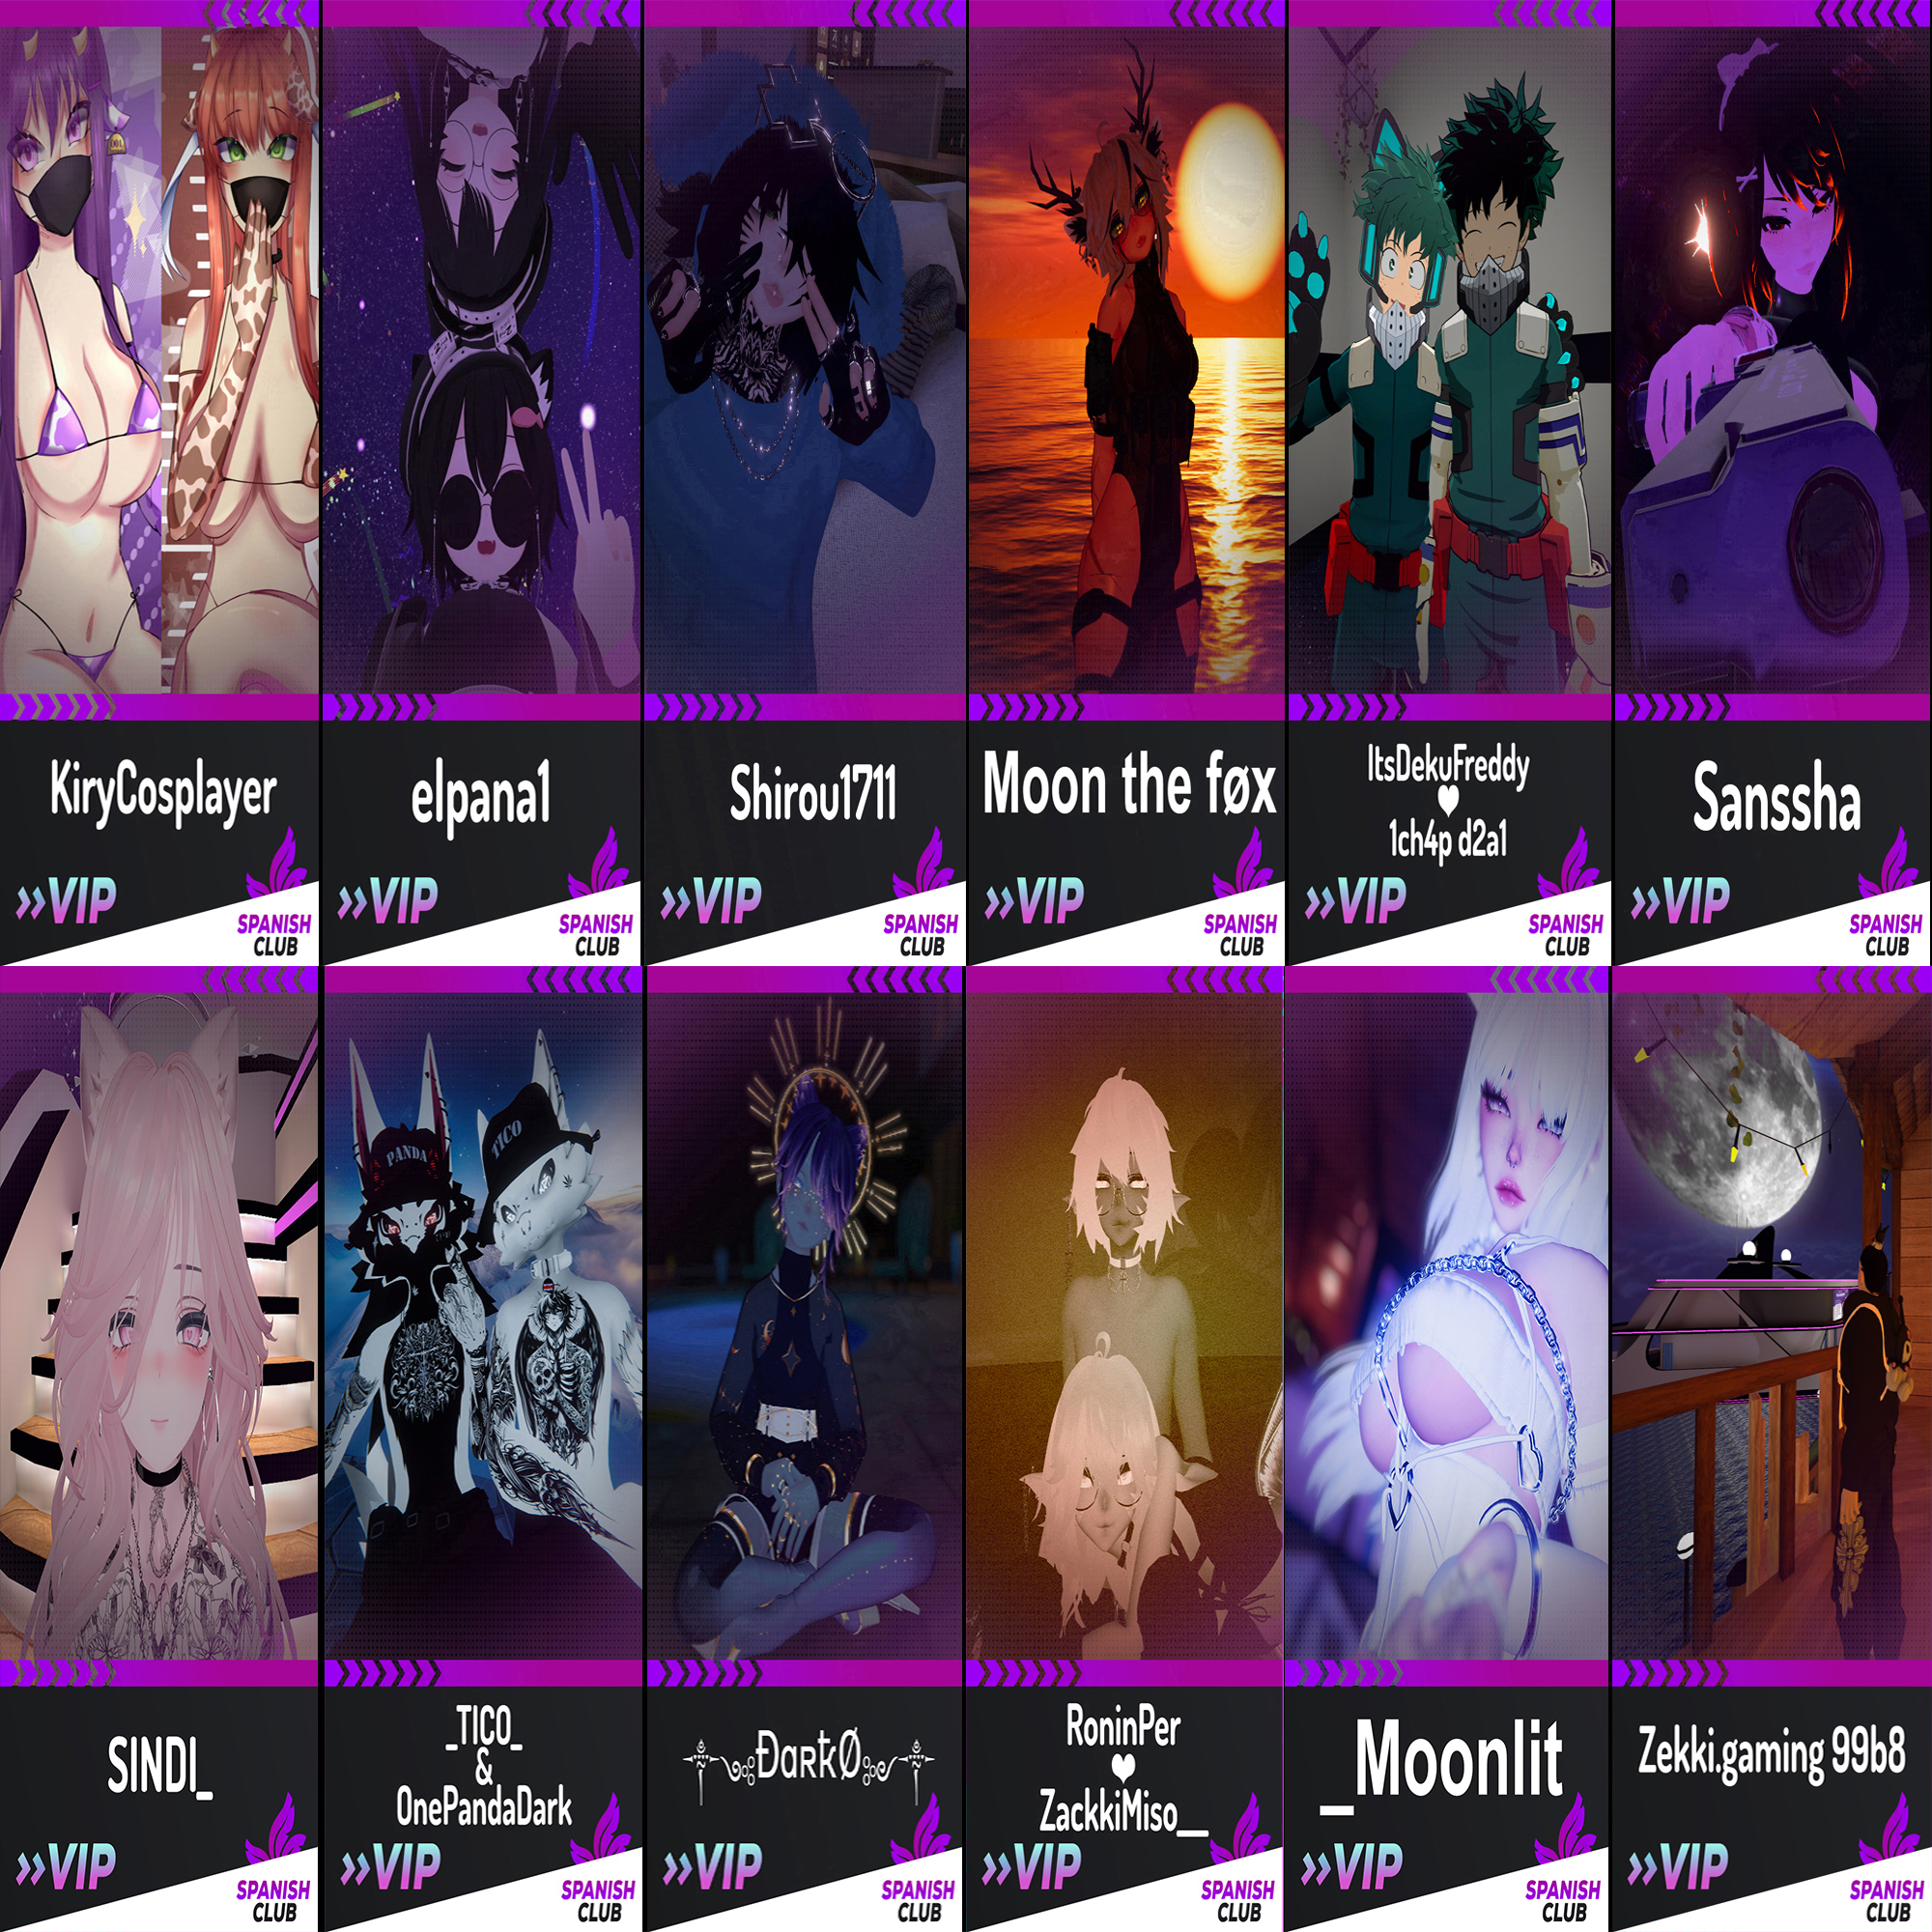 KiryCosplayer
»VIP
SPANISH
CLUB
elpana1
»VIP
SPANISH
CLUB
Shirou1711
»VIP
SPANISH
CLUB
Moon the føx
»VIP
SPANISH
CLUB
ItsDekuFreddy
♥
1ch4p d2a1
»VIP
SPANISH
CLUB
Sanssha
»VIP
SPANISH
CLUB
SINDI_
»VIP
SPANISH
CLUB
PANDA
TICO
_TICO_
&
OnePandaDark
»VIP
SPANISH
CLUB
ĐαʀŧØ
»VIP
SPANISH
CLUB
RoninPer
♥
ZackkiMiso__
»VIP
SPANISH
CLUB
_Moonlit
»VIP
SPANISH
CLUB
Zekki.gaming 99b8
»VIP
SPANISH
CLUB